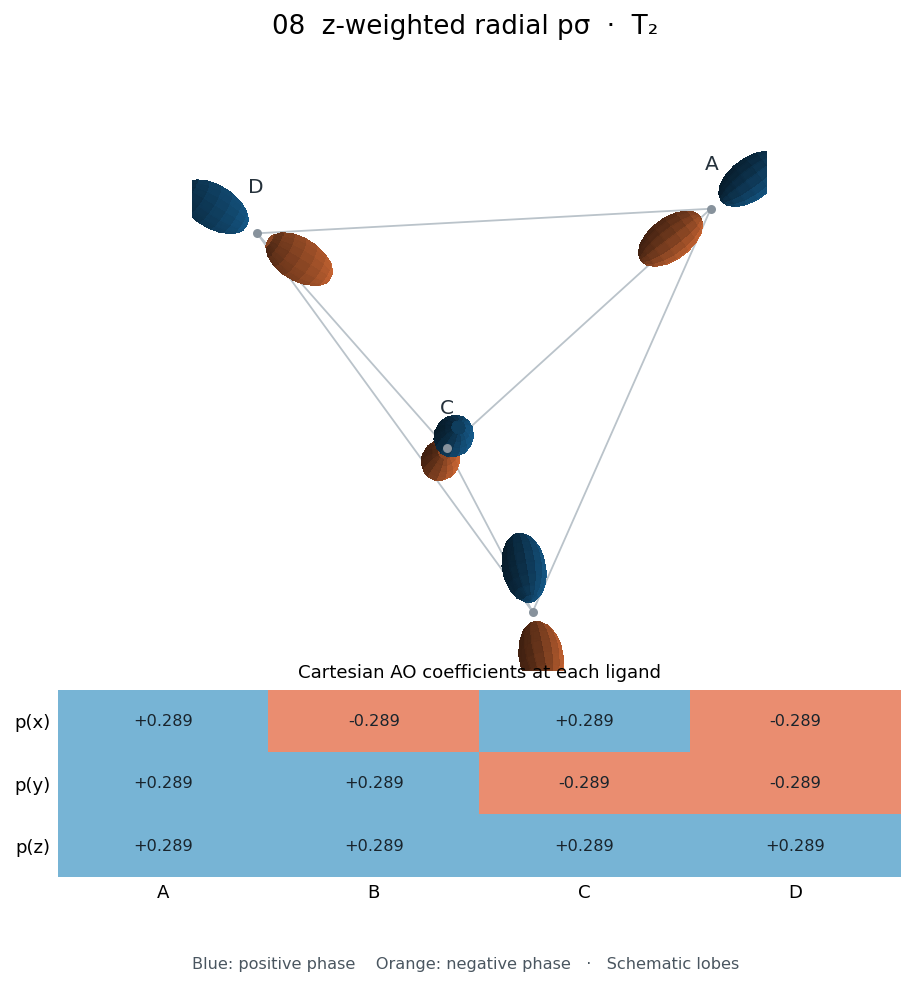 08 z-weighted radial pσ · T₂
D
A
C
Cartesian AO coefficients at each ligand
p(x) +0.289 -0.289 +0.289 -0.289
p(y) +0.289 +0.289 -0.289 -0.289
p(z) +0.289 +0.289 +0.289 +0.289
A B C D
Blue: positive phase Orange: negative phase · Schematic lobes